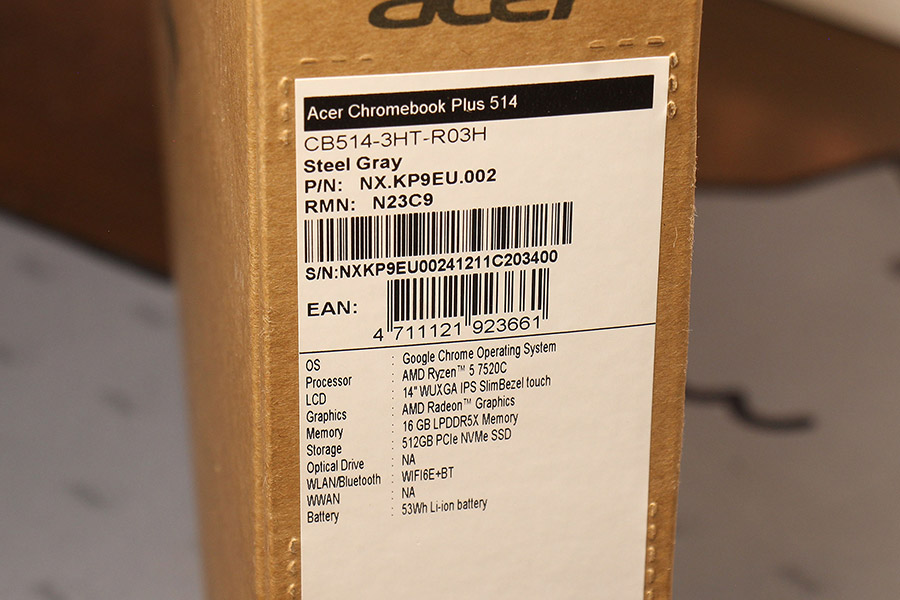 acer
Acer Chromebook Plus 514
CB514-3HT-R03H
Steel Gray
P/N: NX.KP9EU.002
RMN: N23C9
S/N:NXKP9EU00241211C203400
EAN:
4 711121 923661
OS : Google Chrome Operating System
Processor : AMD Ryzen™ 5 7520C
LCD : 14" WUXGA IPS SlimBezel touch
Graphics : AMD Radeon™ Graphics
Memory : 16 GB LPDDR5X Memory
Storage : 512GB PCIe NVMe SSD
Optical Drive : NA
WLAN/Bluetooth : WIFI6E+BT
WWAN : NA
Battery : 53Wh Li-ion battery